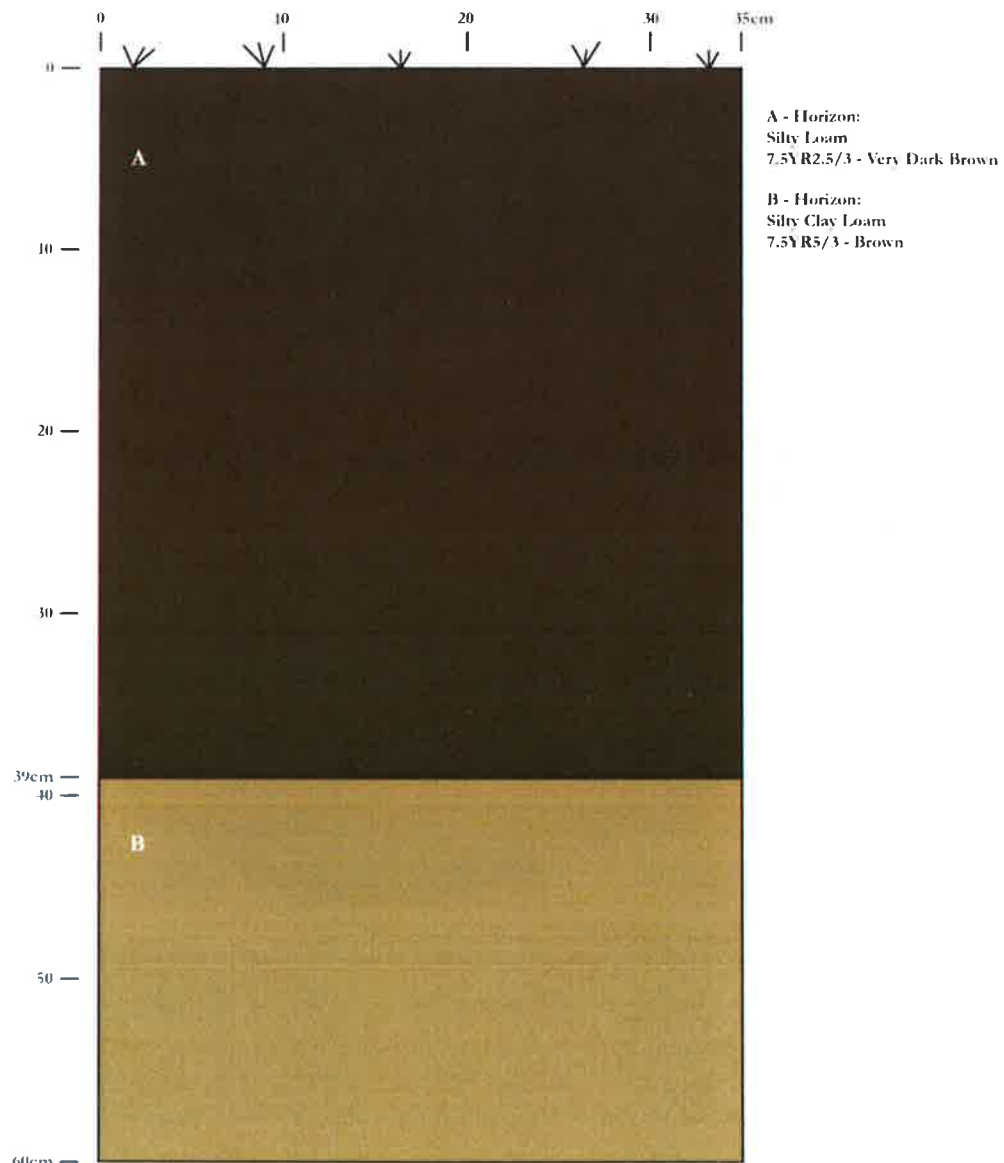 0 10 20 30 35cm
0
A - Horizon:
Silty Loam
A
7.5YR2.5/3 - Very Dark Brown
B - Horizon:
Silty Clay Loam
7.5YR5/3 - Brown
10
20
30
39cm
40
B
50
60cm